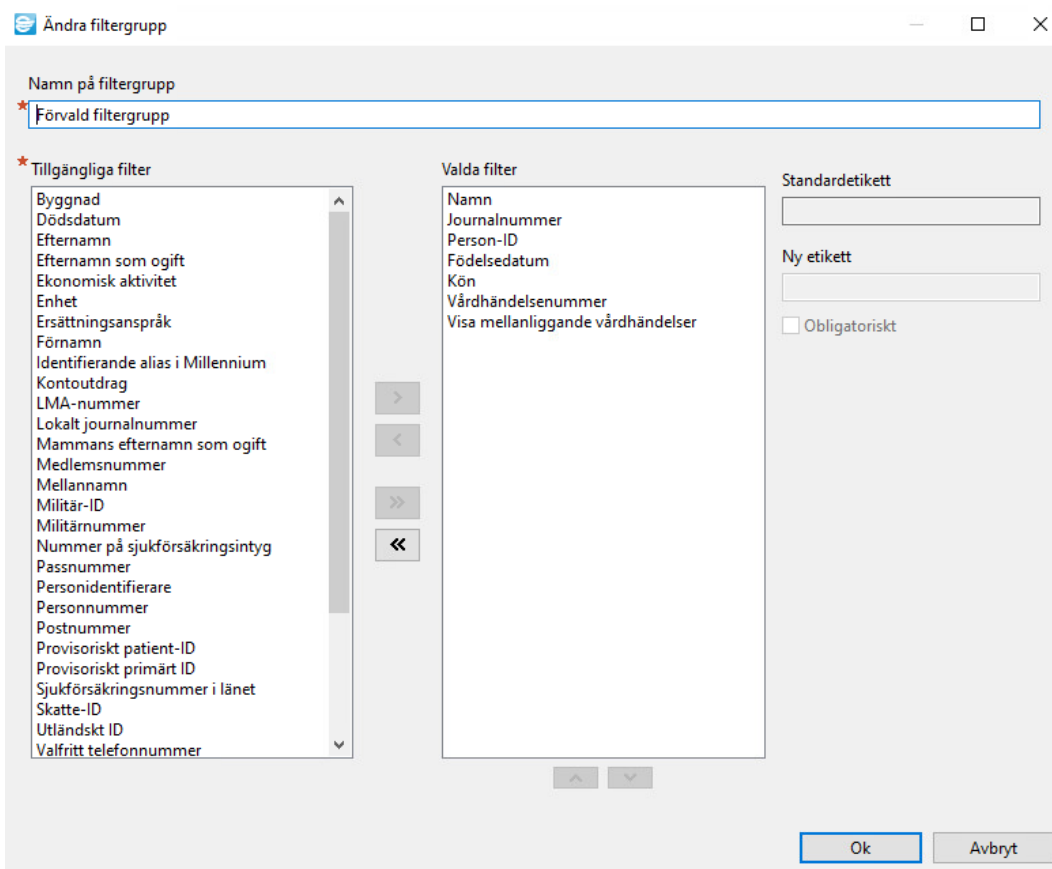 Ändra filtergrupp
Namn på filtergrupp
* Förvald filtergrupp
* Tillgängliga filter
Byggnad
Dödsdatum
Efternamn
Efternamn som ogift
Ekonomisk aktivitet
Enhet
Ersättningsanspråk
Förnamn
Identifierande alias i Millennium
Kontoutdrag
LMA-nummer
Lokalt journalnummer
Mammans efternamn som ogift
Medlemsnummer
Mellannamn
Militär-ID
Militärnummer
Nummer på sjukförsäkringsintyg
Passnummer
Personidentifierare
Personnummer
Postnummer
Provisoriskt patient-ID
Provisoriskt primärt ID
Sjukförsäkringsnummer i länet
Skatte-ID
Utländskt ID
Valfritt telefonnummer
Valda filter
Namn
Journalnummer
Person-ID
Födelsedatum
Kön
Vårdhändelsenummer
Visa mellanliggande vårdhändelser
Standardetikett
Ny etikett
Obligatoriskt
Ok
Avbryt